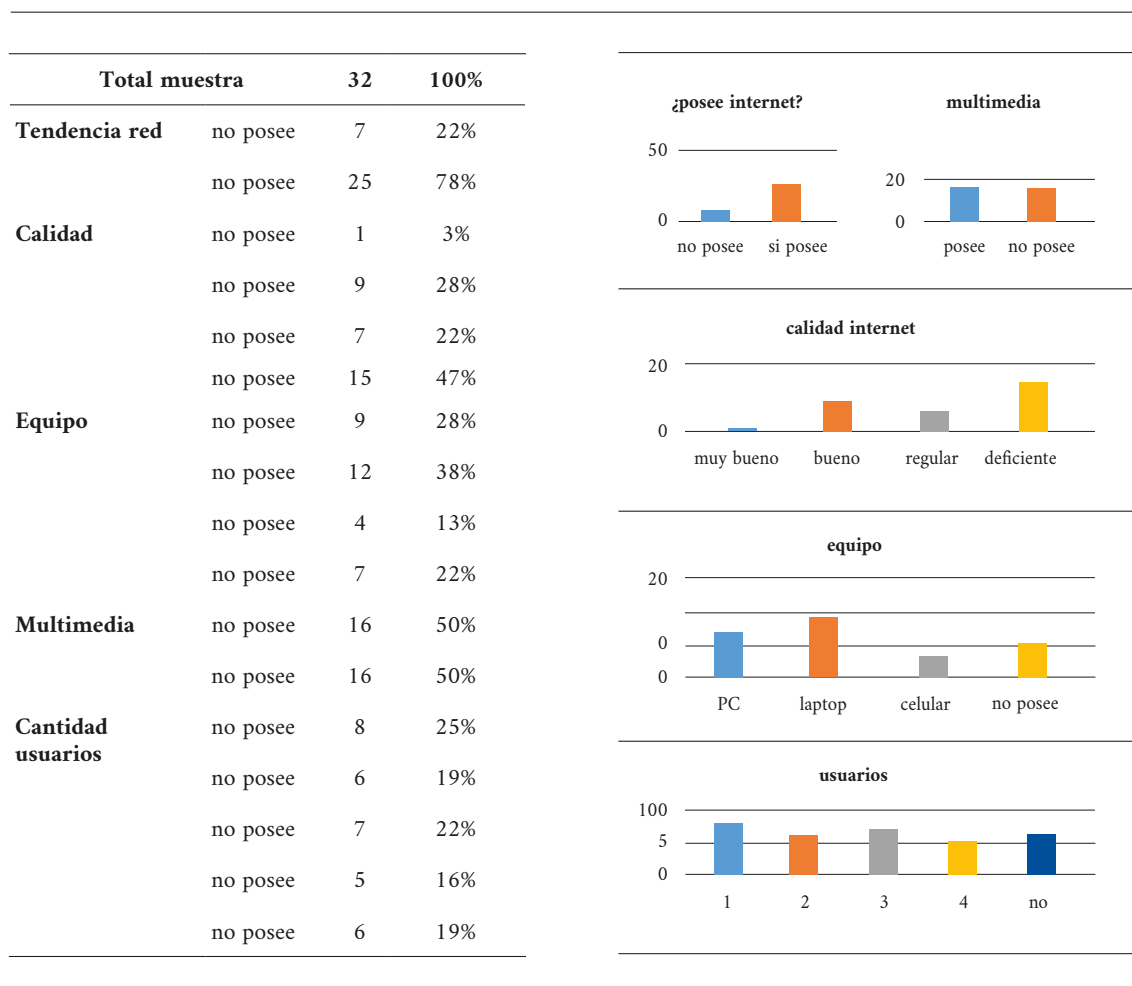 Total muestra 32 100%
Tendencia red no posee 7 22%
no posee 25 78%
Calidad no posee 1 3%
no posee 9 28%
no posee 7 22%
no posee 15 47%
Equipo no posee 9 28%
no posee 12 38%
no posee 4 13%
no posee 7 22%
Multimedia no posee 16 50%
no posee 16 50%
Cantidad no posee 8 25%
usuarios
no posee 6 19%
no posee 7 22%
no posee 5 16%
no posee 6 19%
¿posee internet?
50
0
no posee si posee
multimedia
20
0
posee no posee
calidad internet
20
0
muy bueno bueno regular deficiente
equipo
20
0
0
PC laptop celular no posee
usuarios
100
5
0
1 2 3 4 no